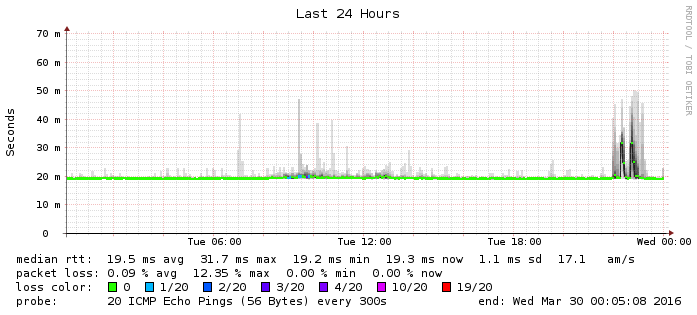 Last 24 Hours
RRDTOOL / TOBI OETIKER
Seconds
70 m
60 m
50 m
40 m
30 m
20 m
10 m
0
Tue 06:00 Tue 12:00 Tue 18:00 Wed 00:00
median rtt: 19.5 ms avg 31.7 ms max 19.2 ms min 19.3 ms now 1.1 ms sd 17.1 am/s
packet loss: 0.09 % avg 12.35 % max 0.00 % min 0.00 % now
loss color: 0 1/20 2/20 3/20 4/20 10/20 19/20
probe: 20 ICMP Echo Pings (56 Bytes) every 300s end: Wed Mar 30 00:05:08 2016